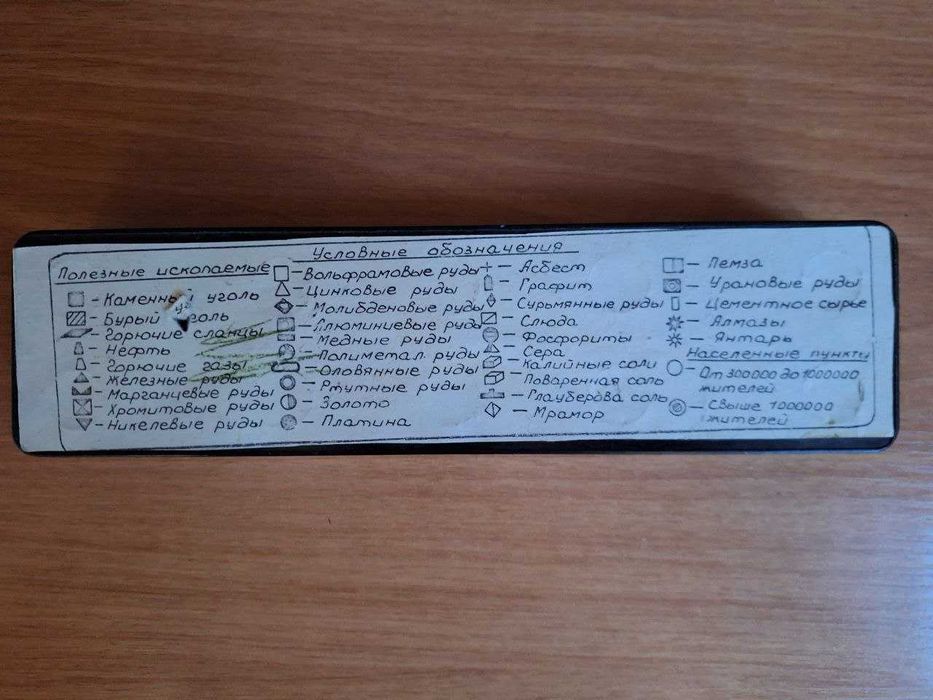 Условные обозначения
Полезные ископаемые
- Каменный уголь
- Бурый уголь
- Горючие сланцы
- Нефть
- Горючие газы
- Железные руды
- Марганцевые руды
- Хромитовые руды
- Никелевые руды
- Вольфрамовые руды
- Цинковые руды
- Молибденовые руды
- Алюминиевые руды
- Медные руды
- Полиметал руды
- Оловянные руды
- Ртутные руды
- Золото
- Платина
- Асбест
- Графит
- Сурьмянные руды
- Слюда
- Фосфориты
- Сера
- Калийные соли
- Поваренная соль
- Глауберова соль
- Мрамор
- Пемза
- Урановые руды
- Цементное сырье
- Алмазы
- Янтарь
Населенные пункты
- От 300000 до 1000000
жителей
- Свыше 1000000
жителей